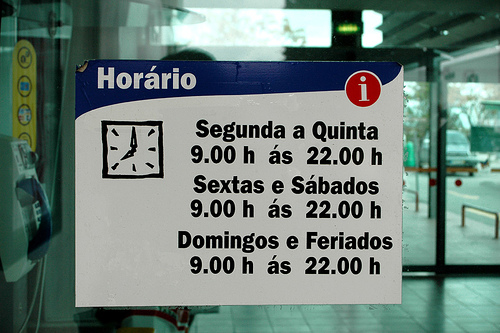 Horário
i
Segunda a Quinta
9.00 h ás 22.00 h
Sextas e Sábados
9.00 h ás 22.00 h
Domingos e Feriados
9.00 h ás 22.00 h